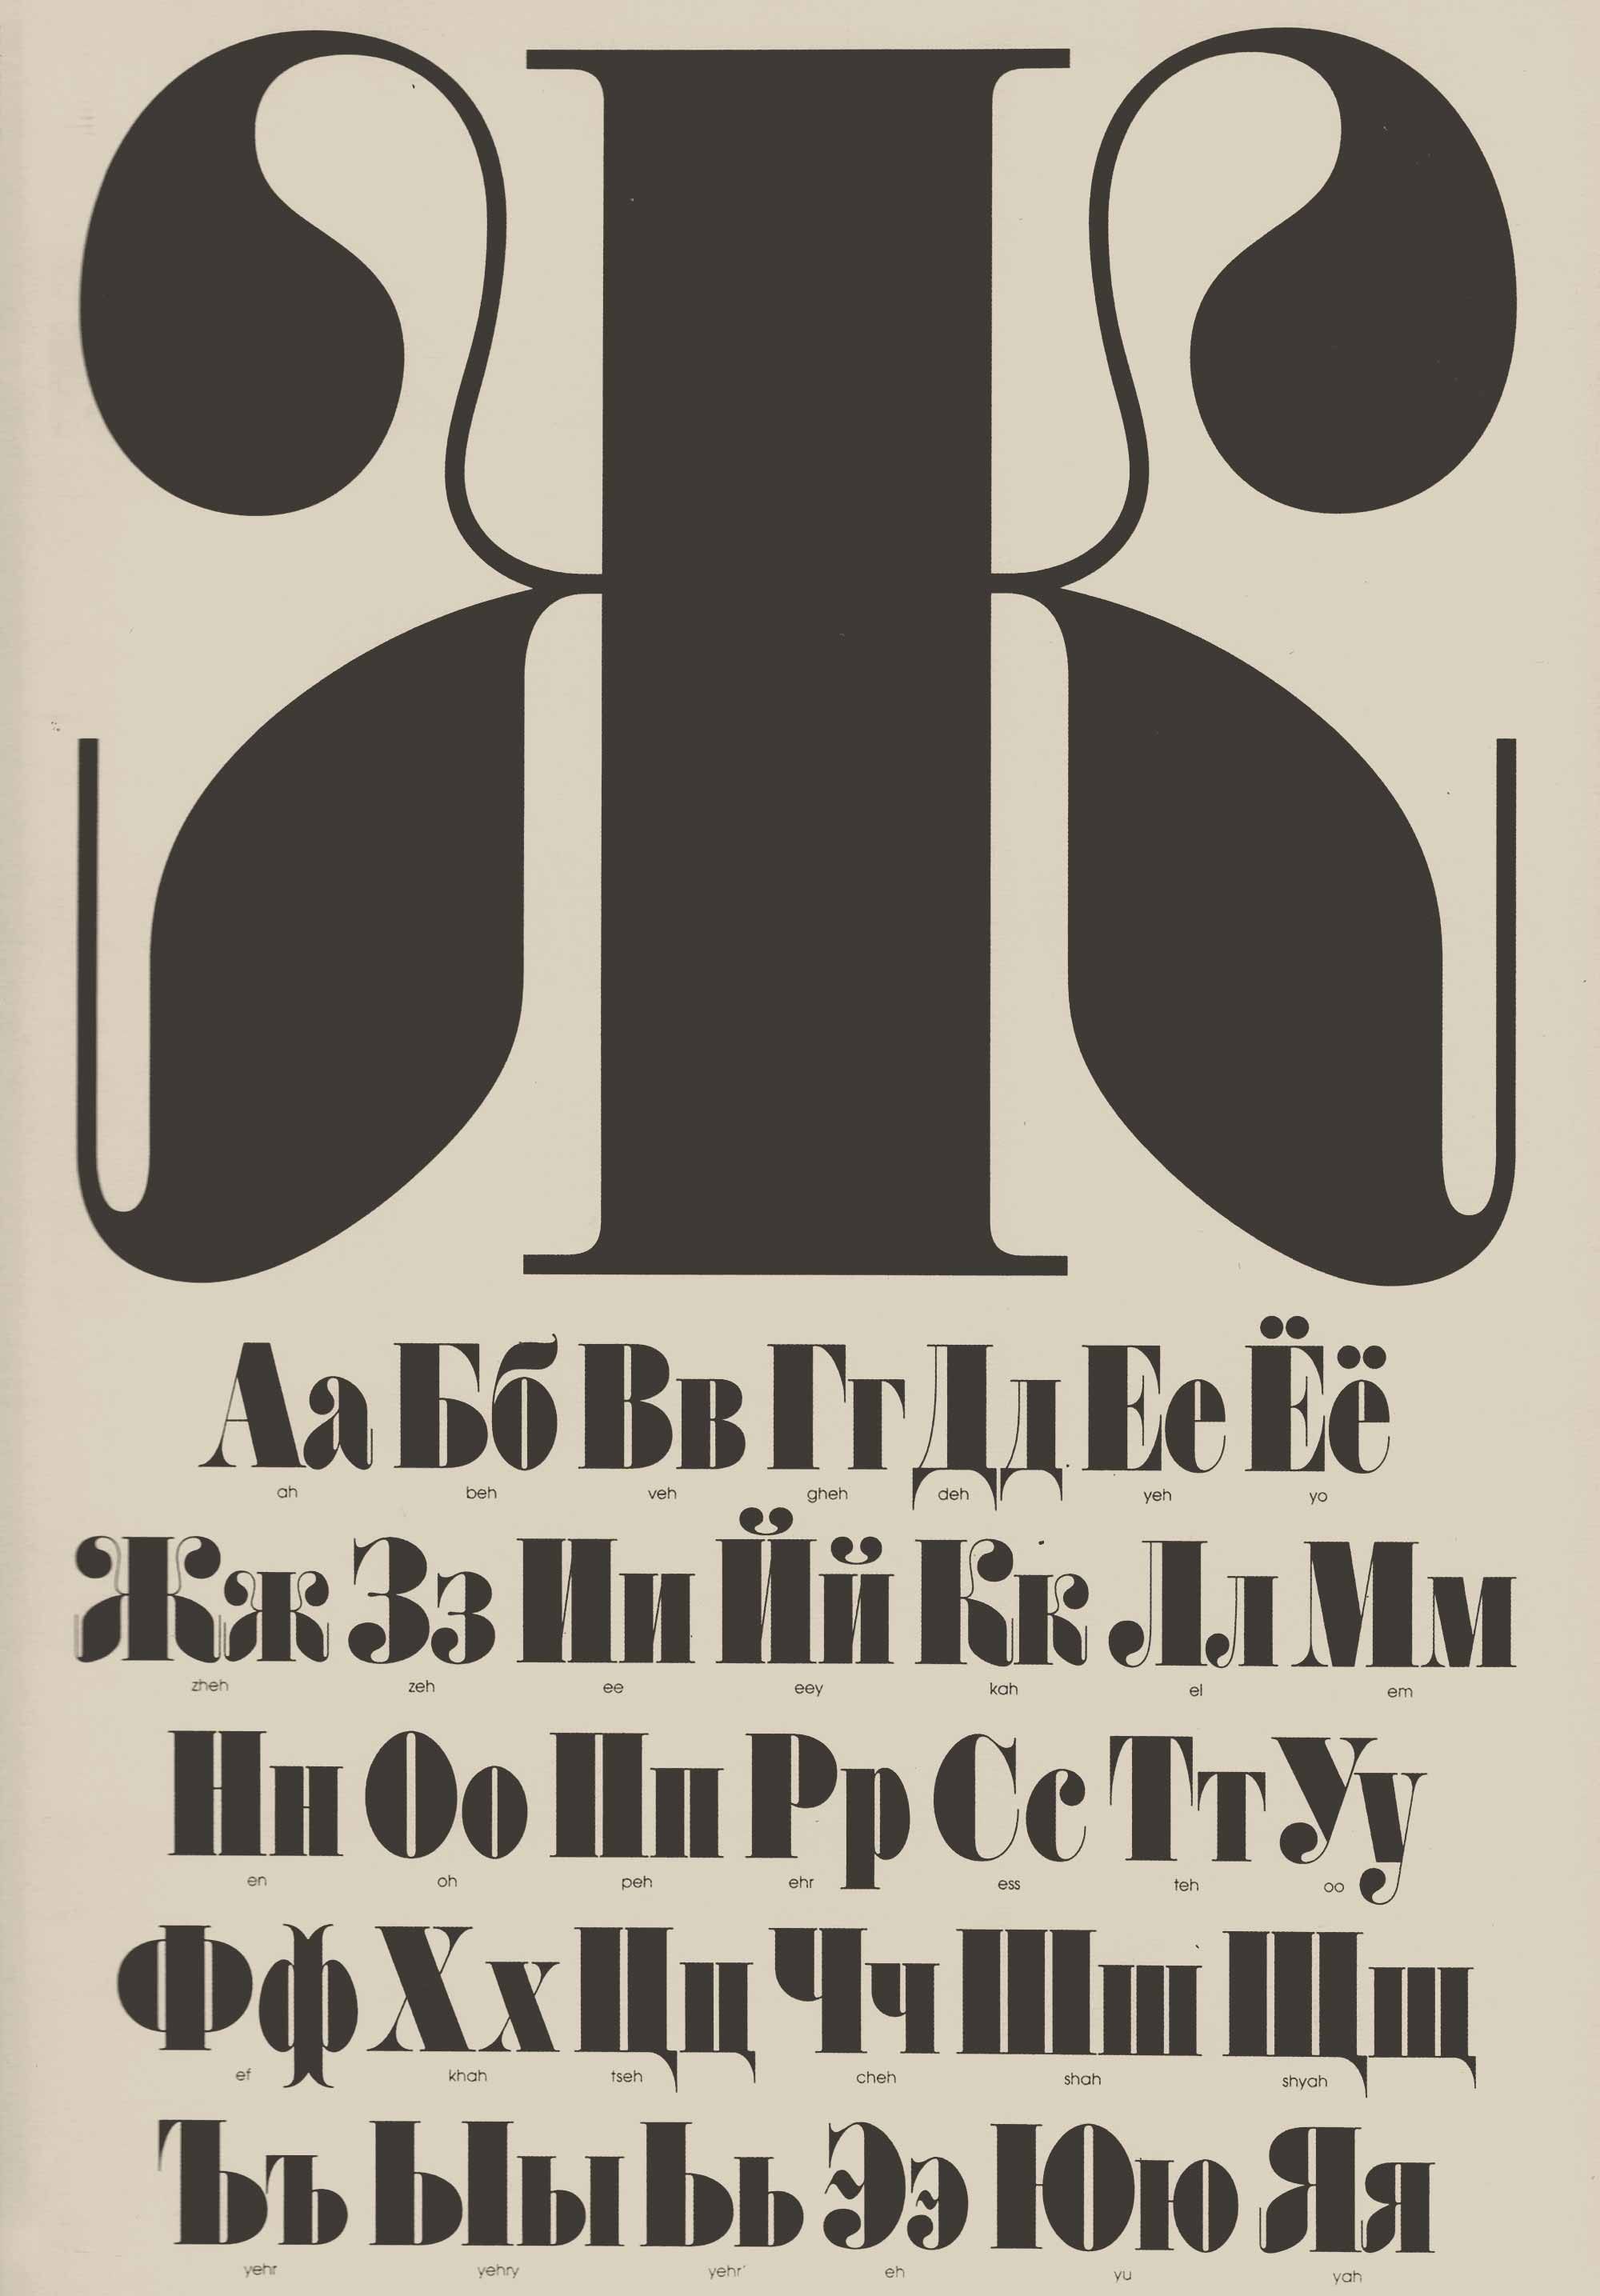 Ж
Аа Бб Вв Гг Дд Ее Ёё
ah beh veh gheh deh yeh yo
Жж Зз Ии Йй Кк Лл Мм
zheh zeh ee eey kah el em
Нн Оо Пп Рр Сс Тт Уу
en oh peh ehr ess teh oo
Фф Хх Цц Чч Шш Щщ
ef khah tseh cheh shah shyah
Ъъ Ыы Ьь Ээ Юю Яя
yehr yehry yehr' eh yu yah